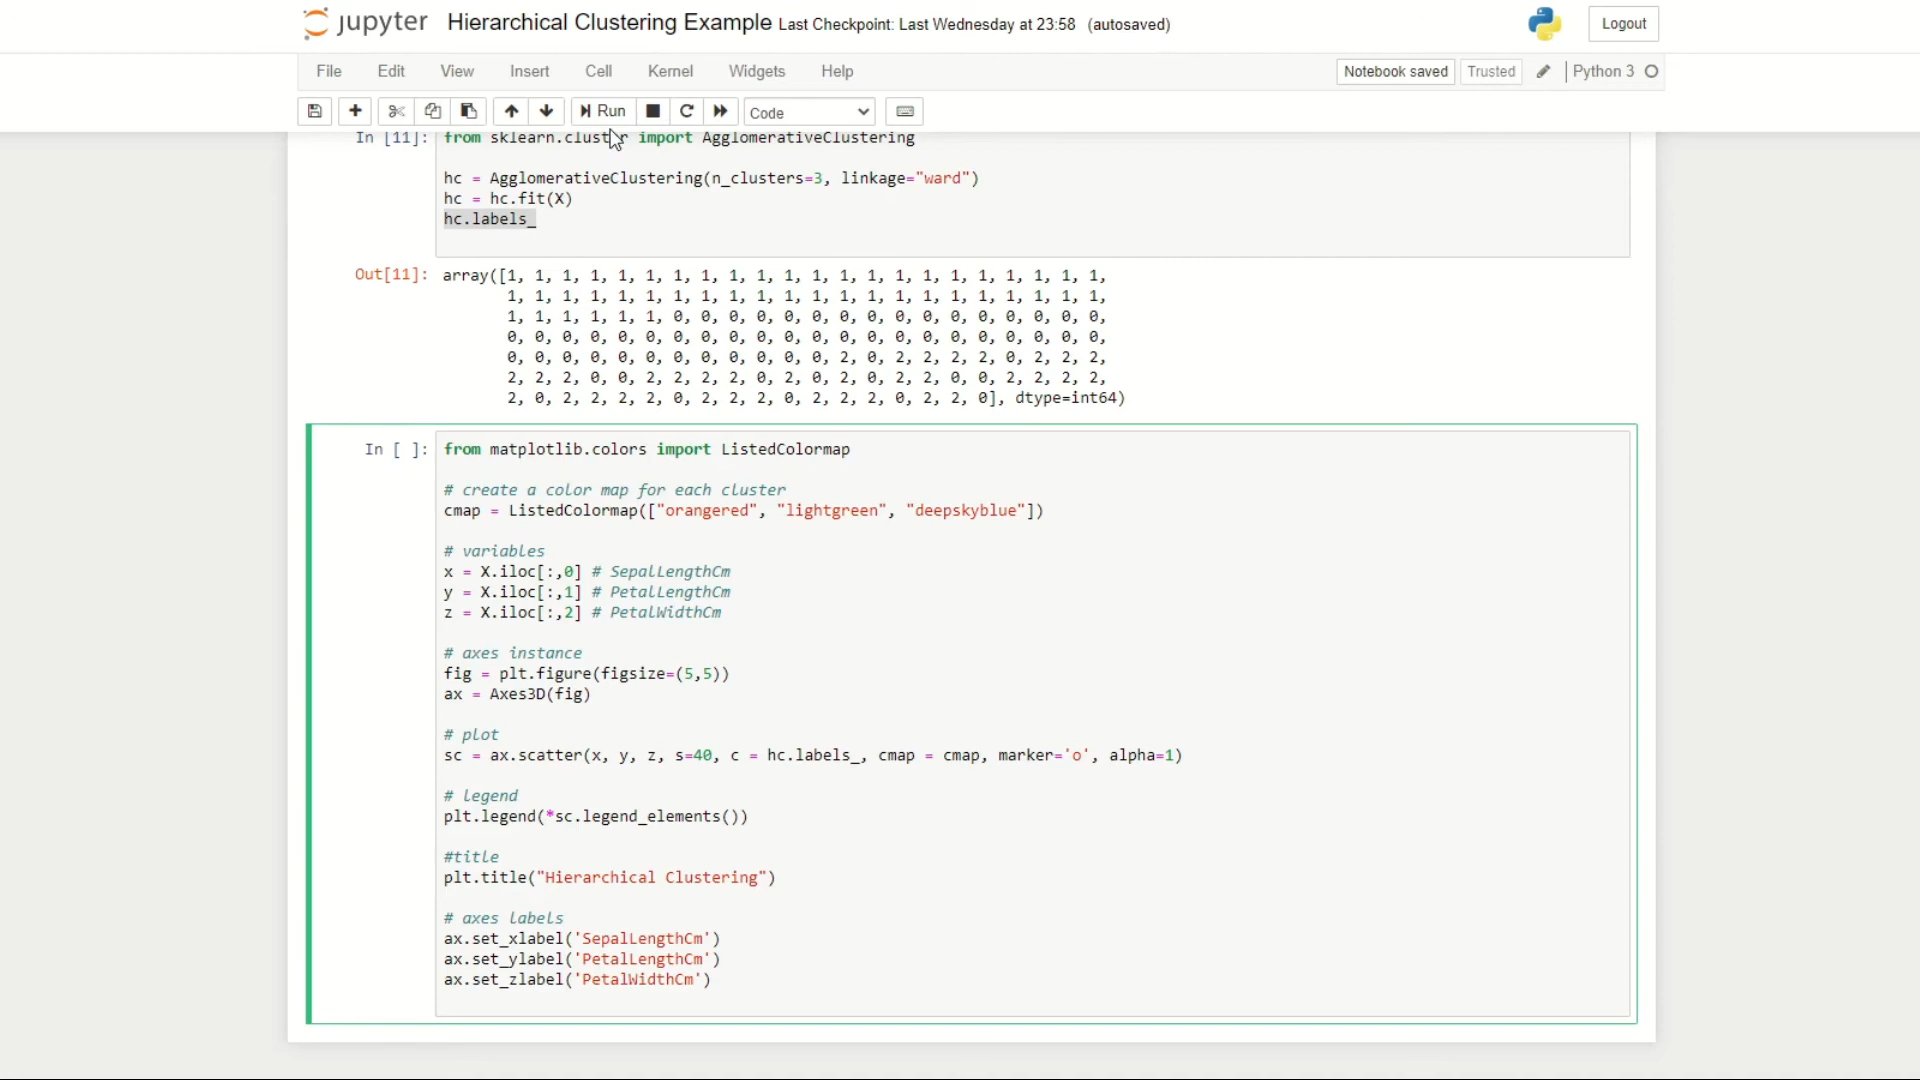 jupyter Hierarchical Clustering Example Last Checkpoint: Last Wednesday at 23:58 (autosaved) Logout
File Edit View Insert Cell Kernel Widgets Help Notebook saved Trusted Python 3
Run Code
In [11]: from sklearn.cluster import AgglomerativeClustering
hc = AgglomerativeClustering(n_clusters=3, linkage="ward")
hc = hc.fit(X)
hc.labels_
Out[11]: array([1, 1, 1, 1, 1, 1, 1, 1, 1, 1, 1, 1, 1, 1, 1, 1, 1, 1, 1, 1, 1, 1,
1, 1, 1, 1, 1, 1, 1, 1, 1, 1, 1, 1, 1, 1, 1, 1, 1, 1, 1, 1, 1, 1,
1, 1, 1, 1, 1, 1, 0, 0, 0, 0, 0, 0, 0, 0, 0, 0, 0, 0, 0, 0, 0, 0,
0, 0, 0, 0, 0, 0, 0, 0, 0, 0, 0, 0, 0, 0, 0, 0, 0, 0, 0, 0, 0, 0,
0, 0, 0, 0, 0, 0, 0, 0, 0, 0, 0, 0, 2, 0, 2, 2, 2, 2, 0, 2, 2, 2,
2, 2, 2, 0, 0, 2, 2, 2, 2, 0, 2, 0, 2, 0, 2, 2, 0, 0, 2, 2, 2, 2,
2, 0, 2, 2, 2, 2, 0, 2, 2, 2, 0, 2, 2, 2, 0, 2, 2, 0], dtype=int64)
In [ ]: from matplotlib.colors import ListedColormap
# create a color map for each cluster
cmap = ListedColormap(["orangered", "lightgreen", "deepskyblue"])
# variables
x = X.iloc[:,0] # SepalLengthCm
y = X.iloc[:,1] # PetalLengthCm
z = X.iloc[:,2] # PetalWidthCm
# axes instance
fig = plt.figure(figsize=(5,5))
ax = Axes3D(fig)
# plot
sc = ax.scatter(x, y, z, s=40, c = hc.labels_, cmap = cmap, marker='o', alpha=1)
# legend
plt.legend(*sc.legend_elements())
#title
plt.title("Hierarchical Clustering")
# axes labels
ax.set_xlabel('SepalLengthCm')
ax.set_ylabel('PetalLengthCm')
ax.set_zlabel('PetalWidthCm')